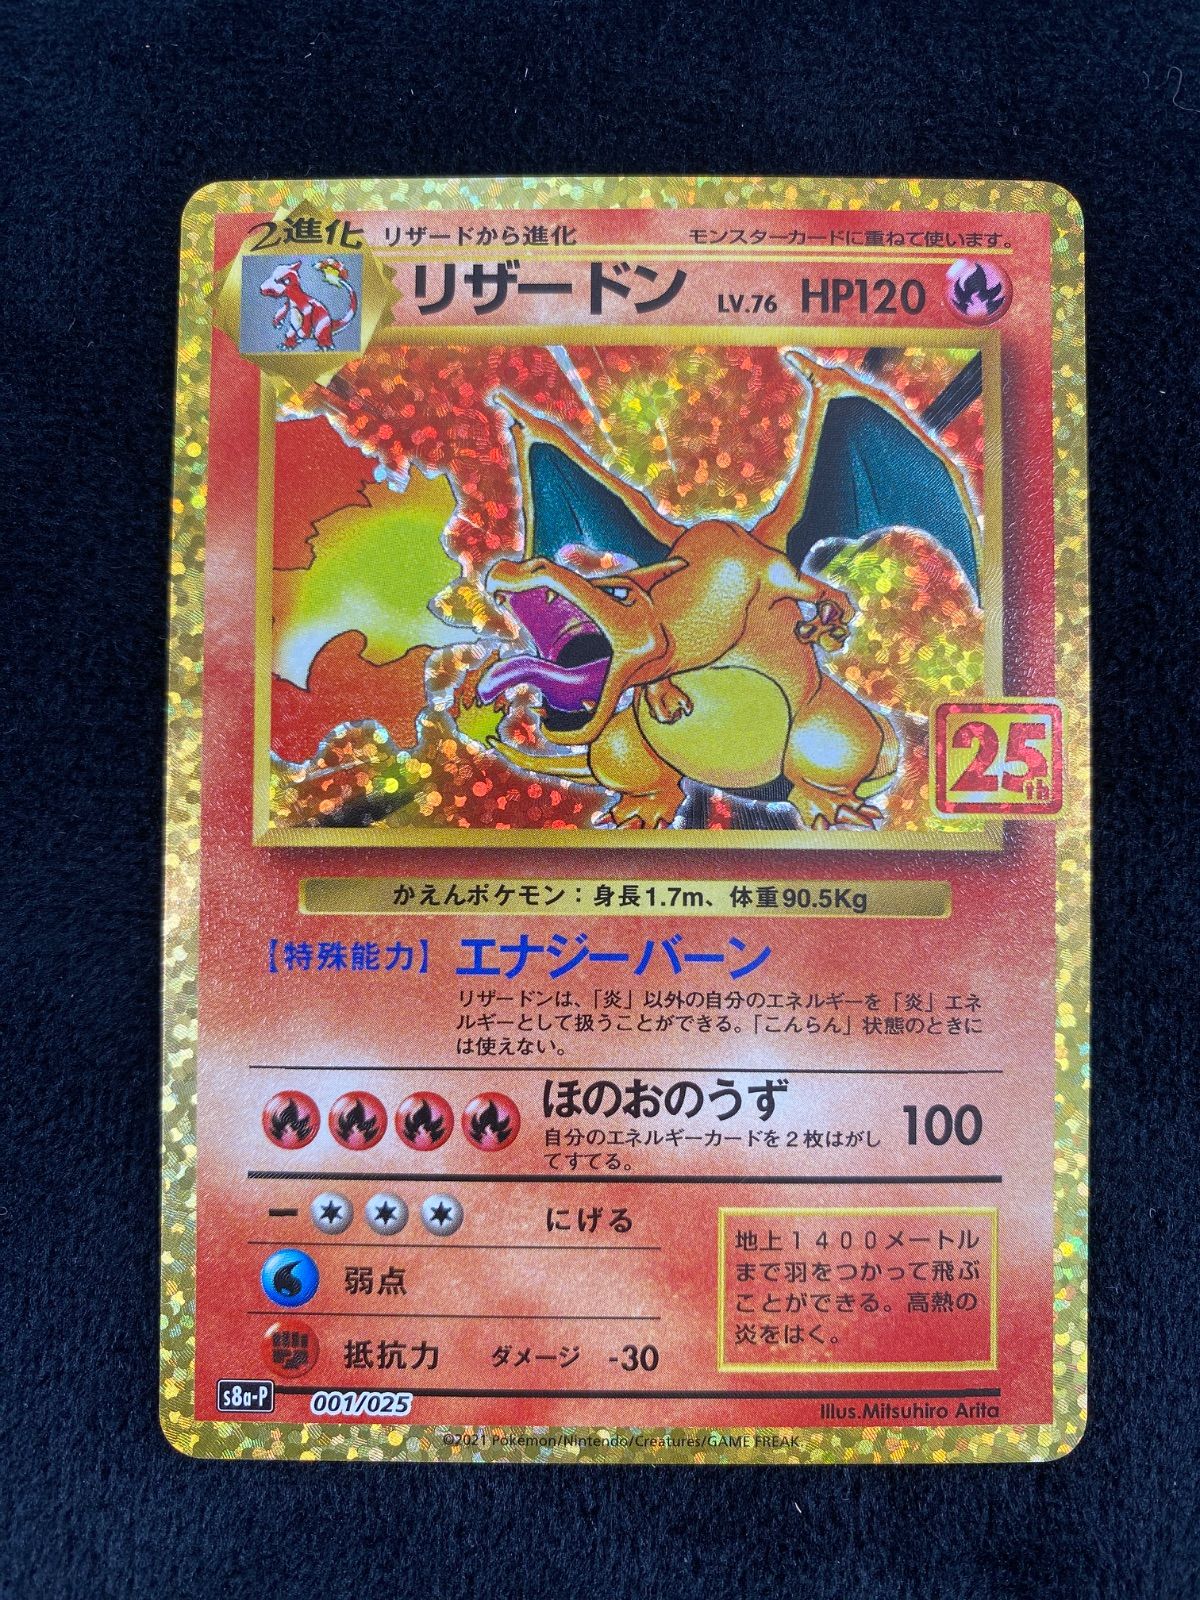 2進化 リザードから進化 モンスターカードに重ねて使います。
リザードン LV.76 HP120
25th
かえんポケモン：身長1.7m、体重90.5Kg
【特殊能力】 エナジーバーン
リザードンは、「炎」以外の自分のエネルギーを「炎」エネ
ルギーとして扱うことができる。「こんらん」状態のときに
は使えない。
ほのおのうず 100
自分のエネルギーカードを２枚はがし
てすてる。
ー にげる
弱点
抵抗力 ダメージ -30
地上１４００メートル
まで羽をつかって飛ぶ
ことができる。高熱の
炎をはく。
s8a-P 001/025 Illus.Mitsuhiro Arita
©2021 Pokémon/Nintendo/Creatures/GAME FREAK.